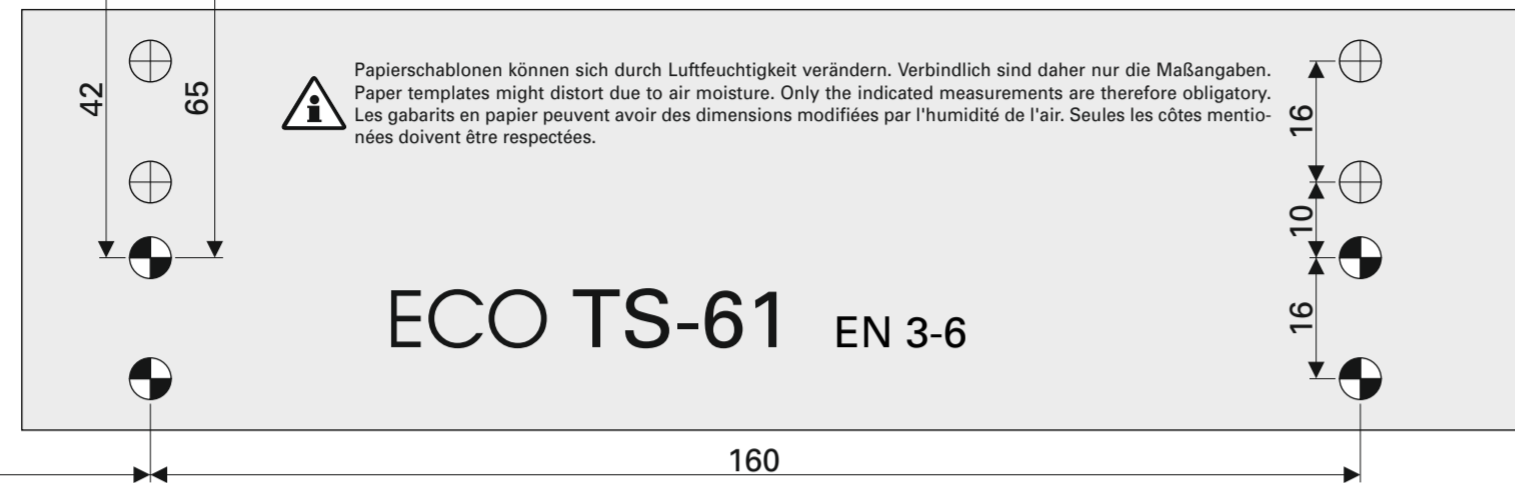 42
65
Papierschablonen können sich durch Luftfeuchtigkeit verändern. Verbindlich sind daher nur die Maßangaben.
Paper templates might distort due to air moisture. Only the indicated measurements are therefore obligatory.
Les gabarits en papier peuvent avoir des dimensions modifiées par l'humidité de l'air. Seules les côtes mentio-
nées doivent être respectées.
16
10
16
ECO TS-61 EN 3-6
160